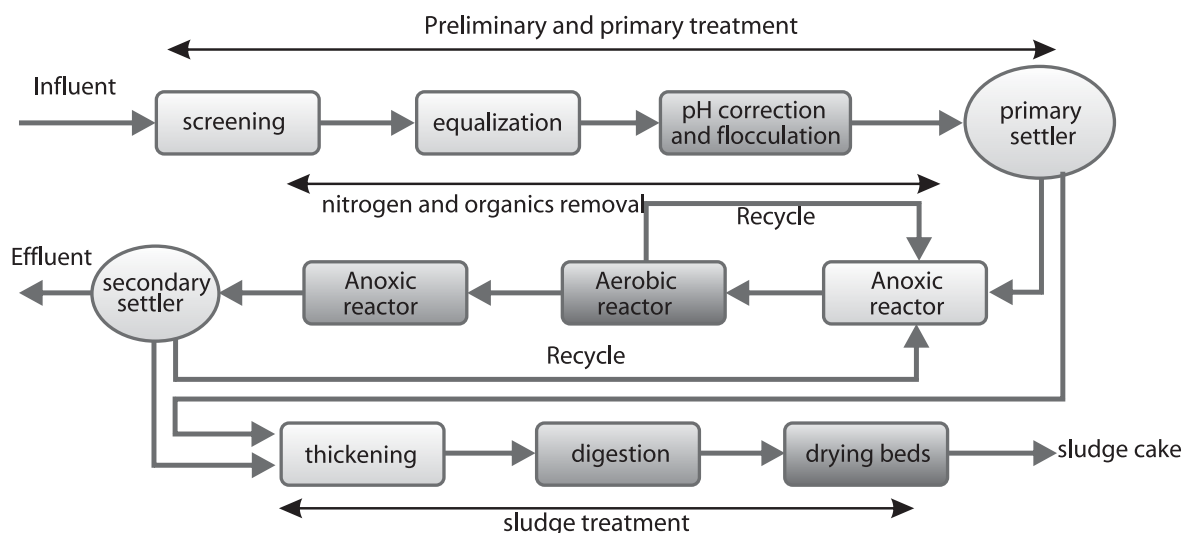 Preliminary and primary treatment
Influent
screening
equalization
pH correction
and flocculation
primary
settler
nitrogen and organics removal
Recycle
Effluent
secondary
settler
Anoxic
reactor
Aerobic
reactor
Anoxic
reactor
Recycle
thickening
digestion
drying beds
sludge cake
sludge treatment